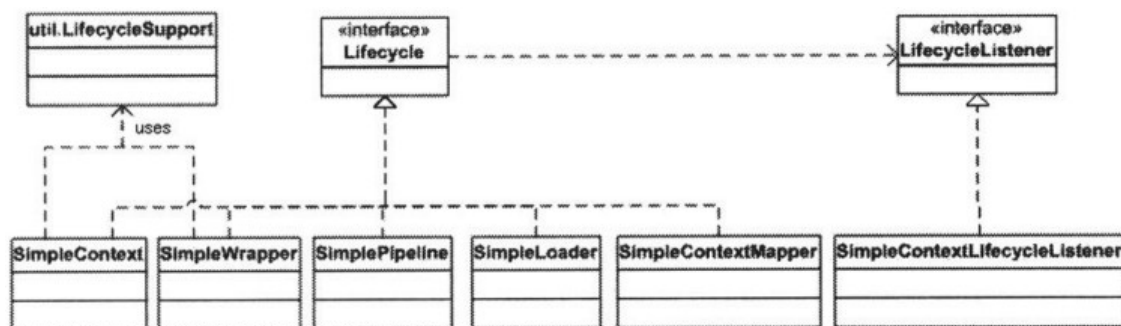 util.LifecycleSupport
«interface»
Lifecycle
«interface»
LifecycleListener
uses
SimpleContext
SimpleWrapper
SimplePipeline
SimpleLoader
SimpleContextMapper
SimpleContextLifecycleListener